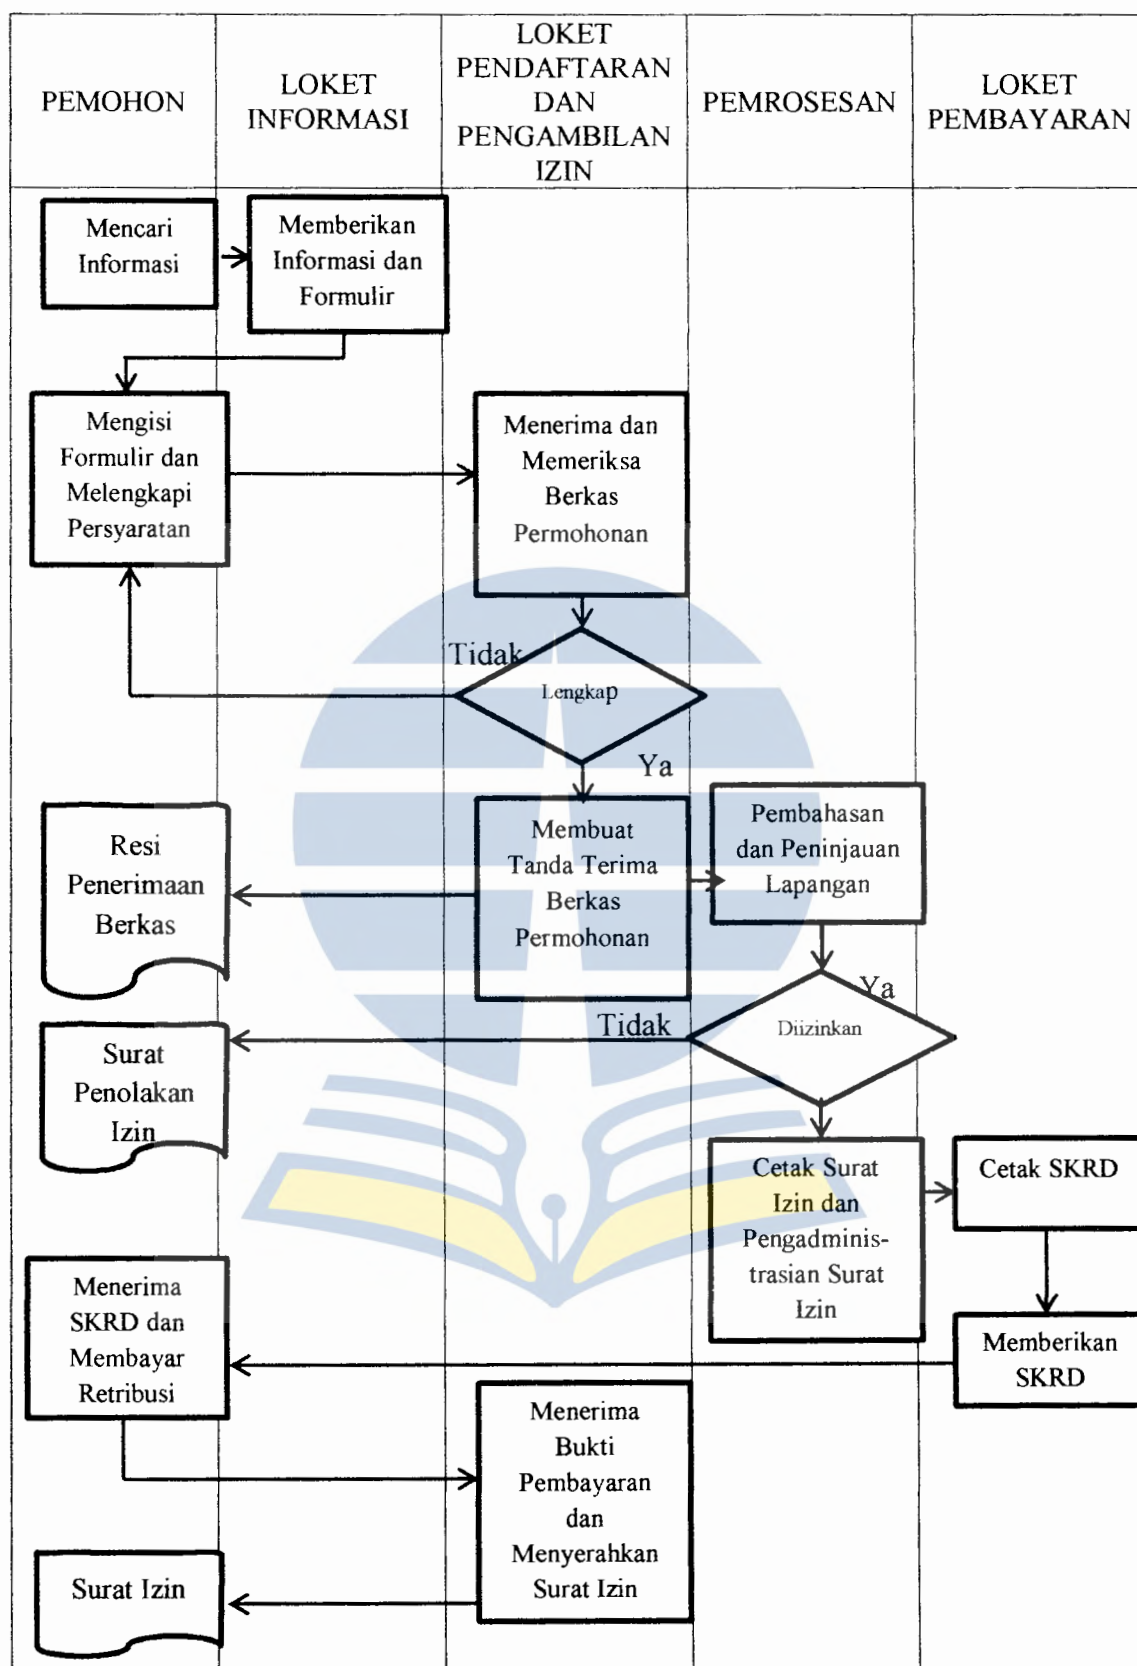 PEMOHON
LOKET
INFORMASI
LOKET
PENDAFTARAN
DAN
PENGAMBILAN
IZIN
PEMROSESAN
LOKET
PEMBAYARAN
Mencari
Informasi
Memberikan
Informasi dan
Formulir
Mengisi
Formulir dan
Melengkapi
Persyaratan
Menerima dan
Memeriksa
Berkas
Permohonan
Tidak
Lengkap
Ya
Resi
Penerimaan
Berkas
Membuat
Tanda Terima
Berkas
Permohonan
Pembahasan
dan Peninjauan
Lapangan
Ya
Tidak
Diizinkan
Surat
Penolakan
Izin
Cetak Surat
Izin dan
Pengadminis-
trasian Surat
Izin
Cetak SKRD
Menerima
SKRD dan
Membayar
Retribusi
Memberikan
SKRD
Menerima
Bukti
Pembayaran
dan
Menyerahkan
Surat Izin
Surat Izin